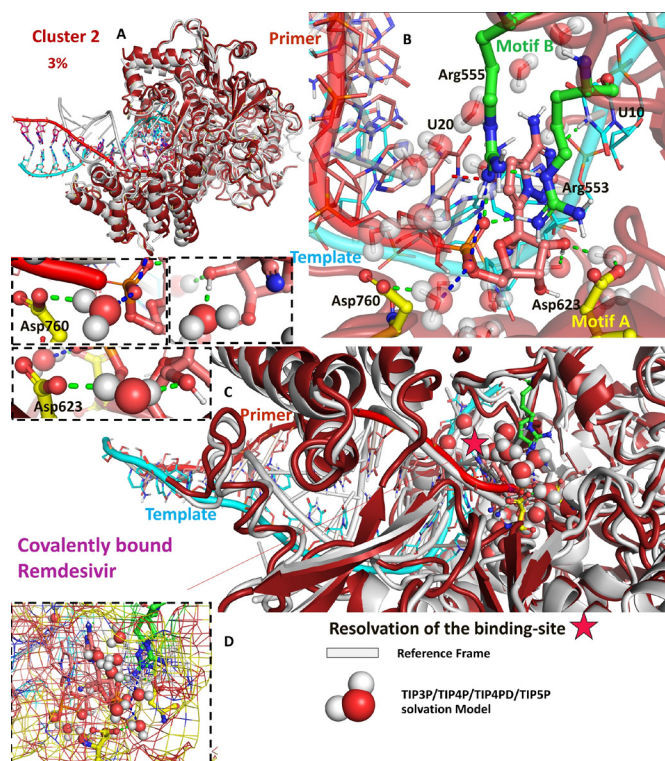 Cluster 2
3%
A
Primer
B
Motif B
Arg555
U20
U10
Arg553
Template
Asp760
Asp623
Motif A
Asp760
Asp623
C
Primer
Template
Covalently bound
Remdesivir
D
Resolvation of the binding-site
Reference Frame
TIP3P/TIP4P/TIP4PD/TIP5P
solvation Model